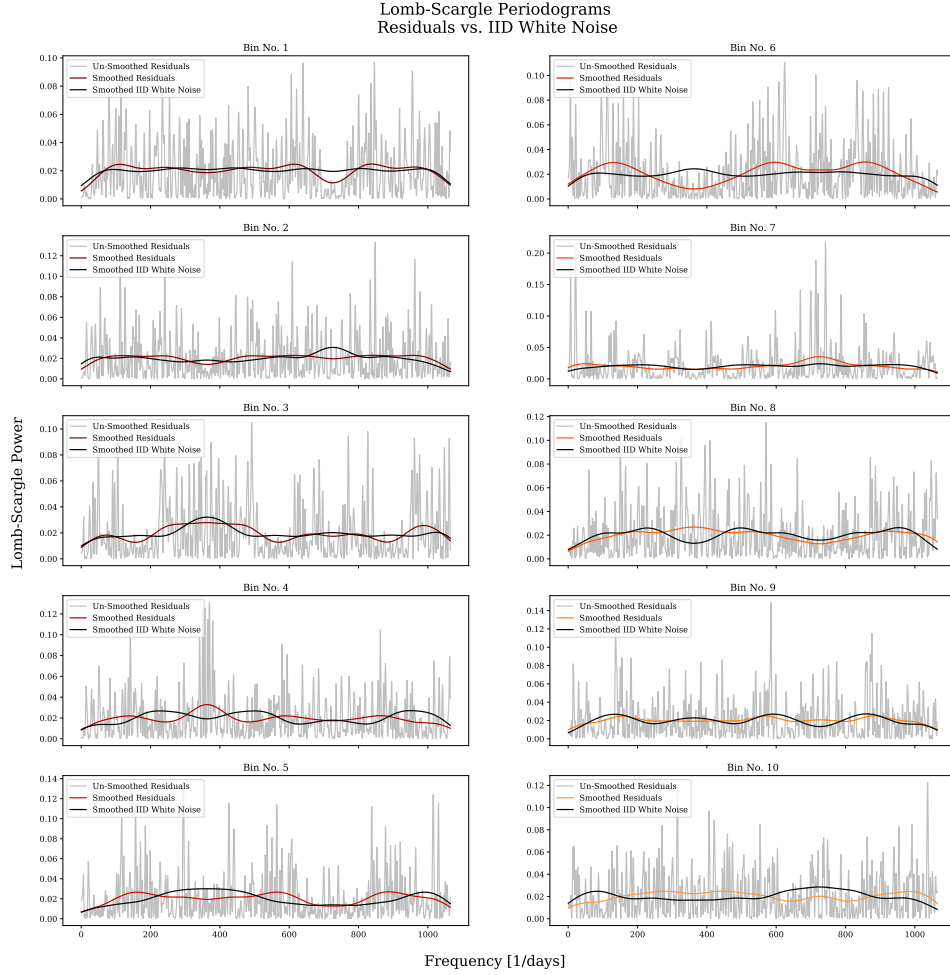 Lomb-Scargle Periodograms
Residuals vs. IID White Noise
Bin No. 1
Un-Smoothed Residuals
Smoothed Residuals
Smoothed IID White Noise
0.10
0.08
0.06
0.04
0.02
0.00
Bin No. 6
Un-Smoothed Residuals
Smoothed Residuals
Smoothed IID White Noise
0.10
0.08
0.06
0.04
0.02
0.00
Bin No. 2
Un-Smoothed Residuals
Smoothed Residuals
Smoothed IID White Noise
0.12
0.10
0.08
0.06
0.04
0.02
0.00
Bin No. 7
Un-Smoothed Residuals
Smoothed Residuals
Smoothed IID White Noise
0.20
0.15
0.10
0.05
0.00
Lomb-Scargle Power
Bin No. 3
Un-Smoothed Residuals
Smoothed Residuals
Smoothed IID White Noise
0.10
0.08
0.06
0.04
0.02
0.00
Bin No. 8
Un-Smoothed Residuals
Smoothed Residuals
Smoothed IID White Noise
0.12
0.10
0.08
0.06
0.04
0.02
0.00
Bin No. 4
Un-Smoothed Residuals
Smoothed Residuals
Smoothed IID White Noise
0.12
0.10
0.08
0.06
0.04
0.02
0.00
Bin No. 9
Un-Smoothed Residuals
Smoothed Residuals
Smoothed IID White Noise
0.14
0.12
0.10
0.08
0.06
0.04
0.02
0.00
Bin No. 5
Un-Smoothed Residuals
Smoothed Residuals
Smoothed IID White Noise
0.14
0.12
0.10
0.08
0.06
0.04
0.02
0.00
0 200 400 600 800 1000
Bin No. 10
Un-Smoothed Residuals
Smoothed Residuals
Smoothed IID White Noise
0.12
0.10
0.08
0.06
0.04
0.02
0.00
0 200 400 600 800 1000
Frequency [1/days]